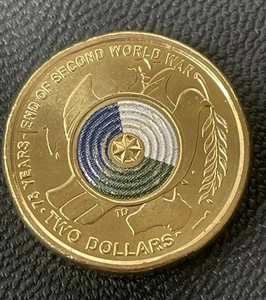 75 YEARS · END OF SECOND WORLD WAR
· TWO DOLLARS ·
TD